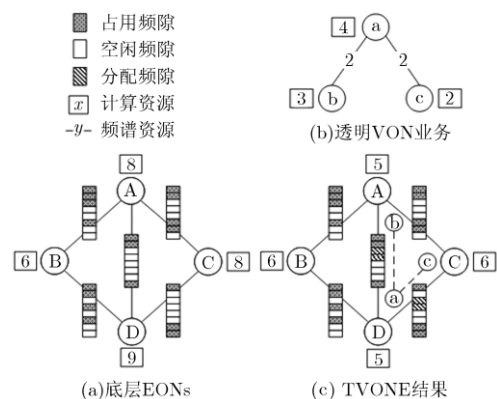 占用频隙
空闲频隙
分配频隙
x 计算资源
-y- 频谱资源
4 a
2 2
3 b c 2
(b)透明VON业务
8
A
6 B C 8
D
9
(a)底层EONs
5
A
b
6 B c C 6
a
D
5
(c) TVONE结果